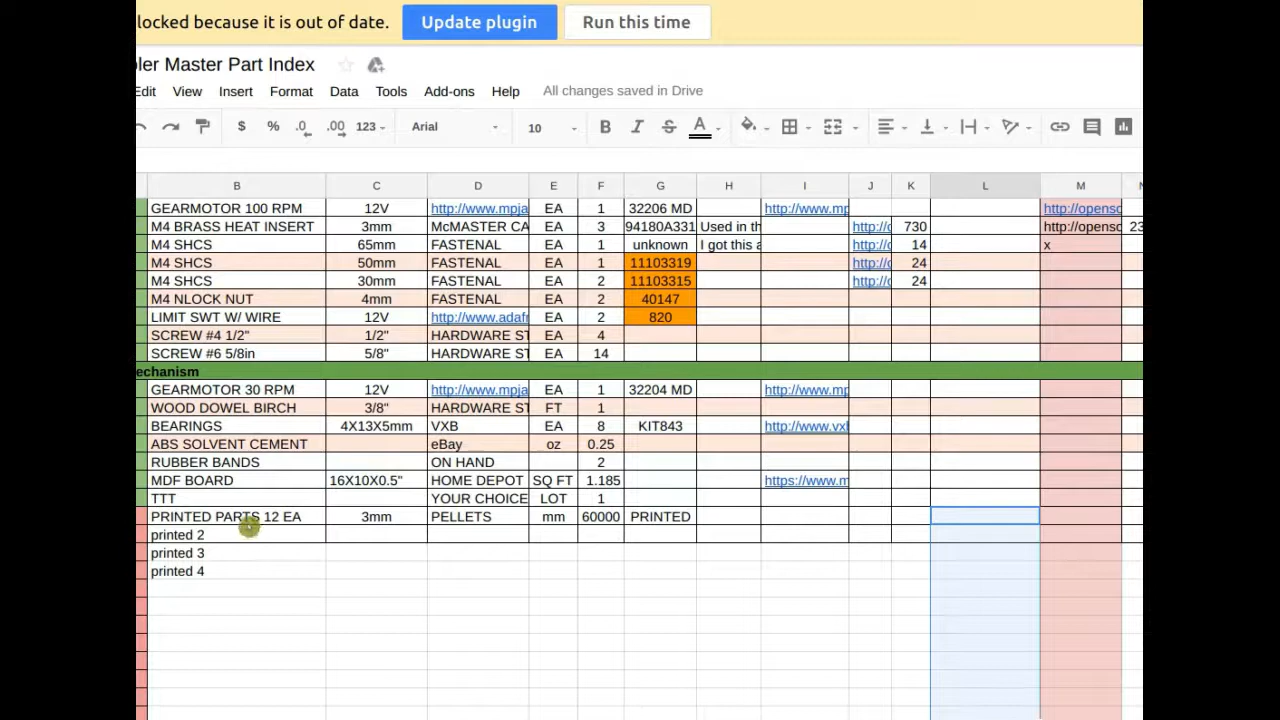 locked because it is out of date. Update plugin Run this time
ler Master Part Index
Edit View Insert Format Data Tools Add-ons Help All changes saved in Drive
$ % .0 .00 123 Arial 10 B I S A
B C D E F G H I J K L M N
GEARMOTOR 100 RPM 12V http://www.mpja EA 1 32206 MD http://www.mp http://opensc
M4 BRASS HEAT INSERT 3mm McMASTER CA EA 3 94180A331 Used in th http://c 730 http://opensc 23
M4 SHCS 65mm FASTENAL EA 1 unknown I got this a http://c 14 x
M4 SHCS 50mm FASTENAL EA 1 11103319 http://c 24
M4 SHCS 30mm FASTENAL EA 2 11103315 http://c 24
M4 NLOCK NUT 4mm FASTENAL EA 2 40147
LIMIT SWT W/ WIRE 12V http://www.adafr EA 2 820
SCREW #4 1/2" 1/2" HARDWARE ST EA 4
SCREW #6 5/8in 5/8" HARDWARE ST EA 14
echanism
GEARMOTOR 30 RPM 12V http://www.mpja EA 1 32204 MD http://www.mp
WOOD DOWEL BIRCH 3/8" HARDWARE ST FT 1
BEARINGS 4X13X5mm VXB EA 8 KIT843 http://www.vxb
ABS SOLVENT CEMENT eBay oz 0.25
RUBBER BANDS ON HAND 2
MDF BOARD 16X10X0.5" HOME DEPOT SQ FT 1.185 https://www.m
TTT YOUR CHOICE LOT 1
PRINTED PARTS 12 EA 3mm PELLETS mm 60000 PRINTED
printed 2
printed 3
printed 4